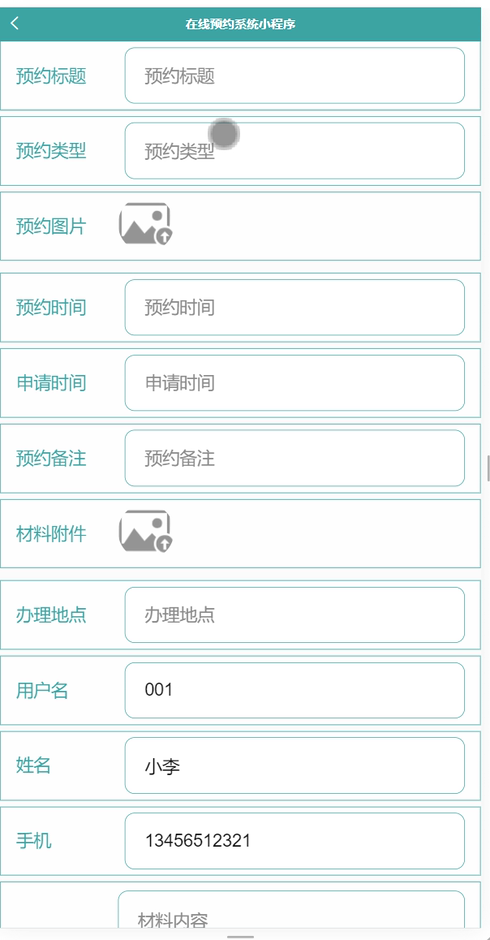 在线预约系统小程序
预约标题 预约标题
预约类型 预约类型
预约图片
预约时间 预约时间
申请时间 申请时间
预约备注 预约备注
材料附件
办理地点 办理地点
用户名 001
姓名 小李
手机 13456512321
材料内容